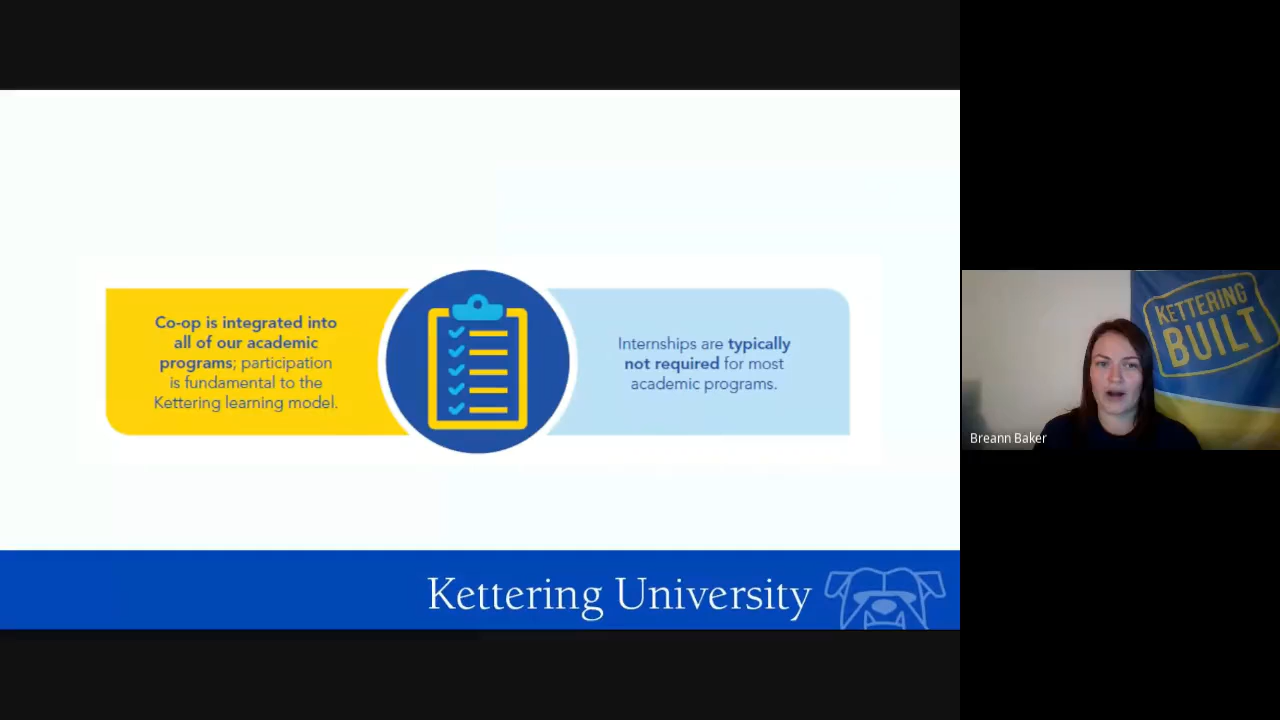 Co-op is integrated into
all of our academic
programs; participation
is fundamental to the
Kettering learning model.
Internships are typically
not required for most
academic programs.
Kettering University
KETTERING
BUILT
Breann Baker